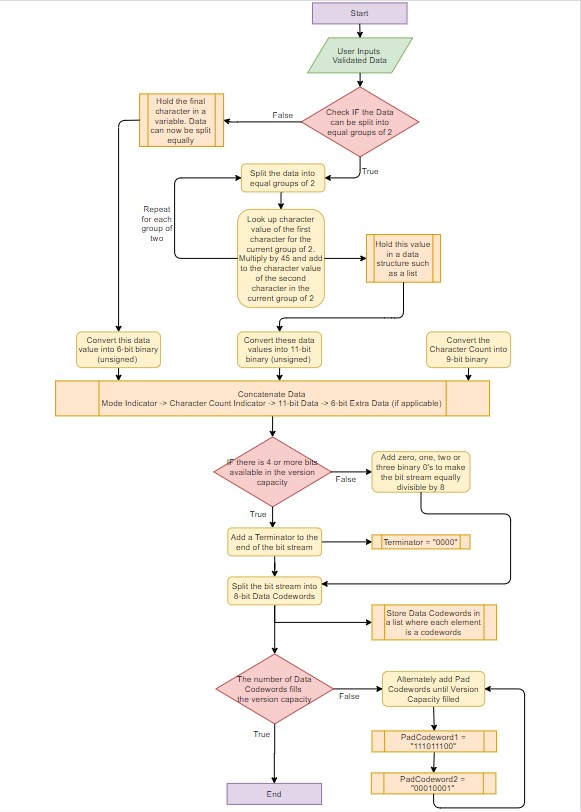 Start
User Inputs
Validated Data
Check IF the Data
can be split into
equal groups of 2
False
Hold the final
character in a
variable. Data
can now be split
equally
True
Split the data into
equal groups of 2
Repeat
for each
group of
two
Look up character
value of the first
character for the
current group of 2.
Multiply by 45 and add
to the character value
of the second
character in the
current group of 2
Hold this value
in a data
structure such
as a list
Convert this data
value into 6-bit binary
(unsigned)
Convert these data
values into 11-bit
binary (unsigned)
Convert the
Character Count into
9-bit binary
Concatenate Data
Mode Indicator -> Character Count Indicator -> 11-bit Data -> 6-bit Extra Data (if applicable)
IF there is 4 or more bits
available in the version
capacity
False
Add zero, one, two or
three binary 0's to make
the bit stream equally
divisible by 8
True
Add a Terminator to the
end of the bit stream
Terminator = "0000"
Split the bit stream into
8-bit Data Codewords
Store Data Codewords in
a list where each element
is a codewords
The number of Data
Codewords fills
the version capacity
False
Alternately add Pad
Codewords until Version
Capacity filled
True
PadCodeword1 =
"111011100"
PadCodeword2 =
"00010001"
End